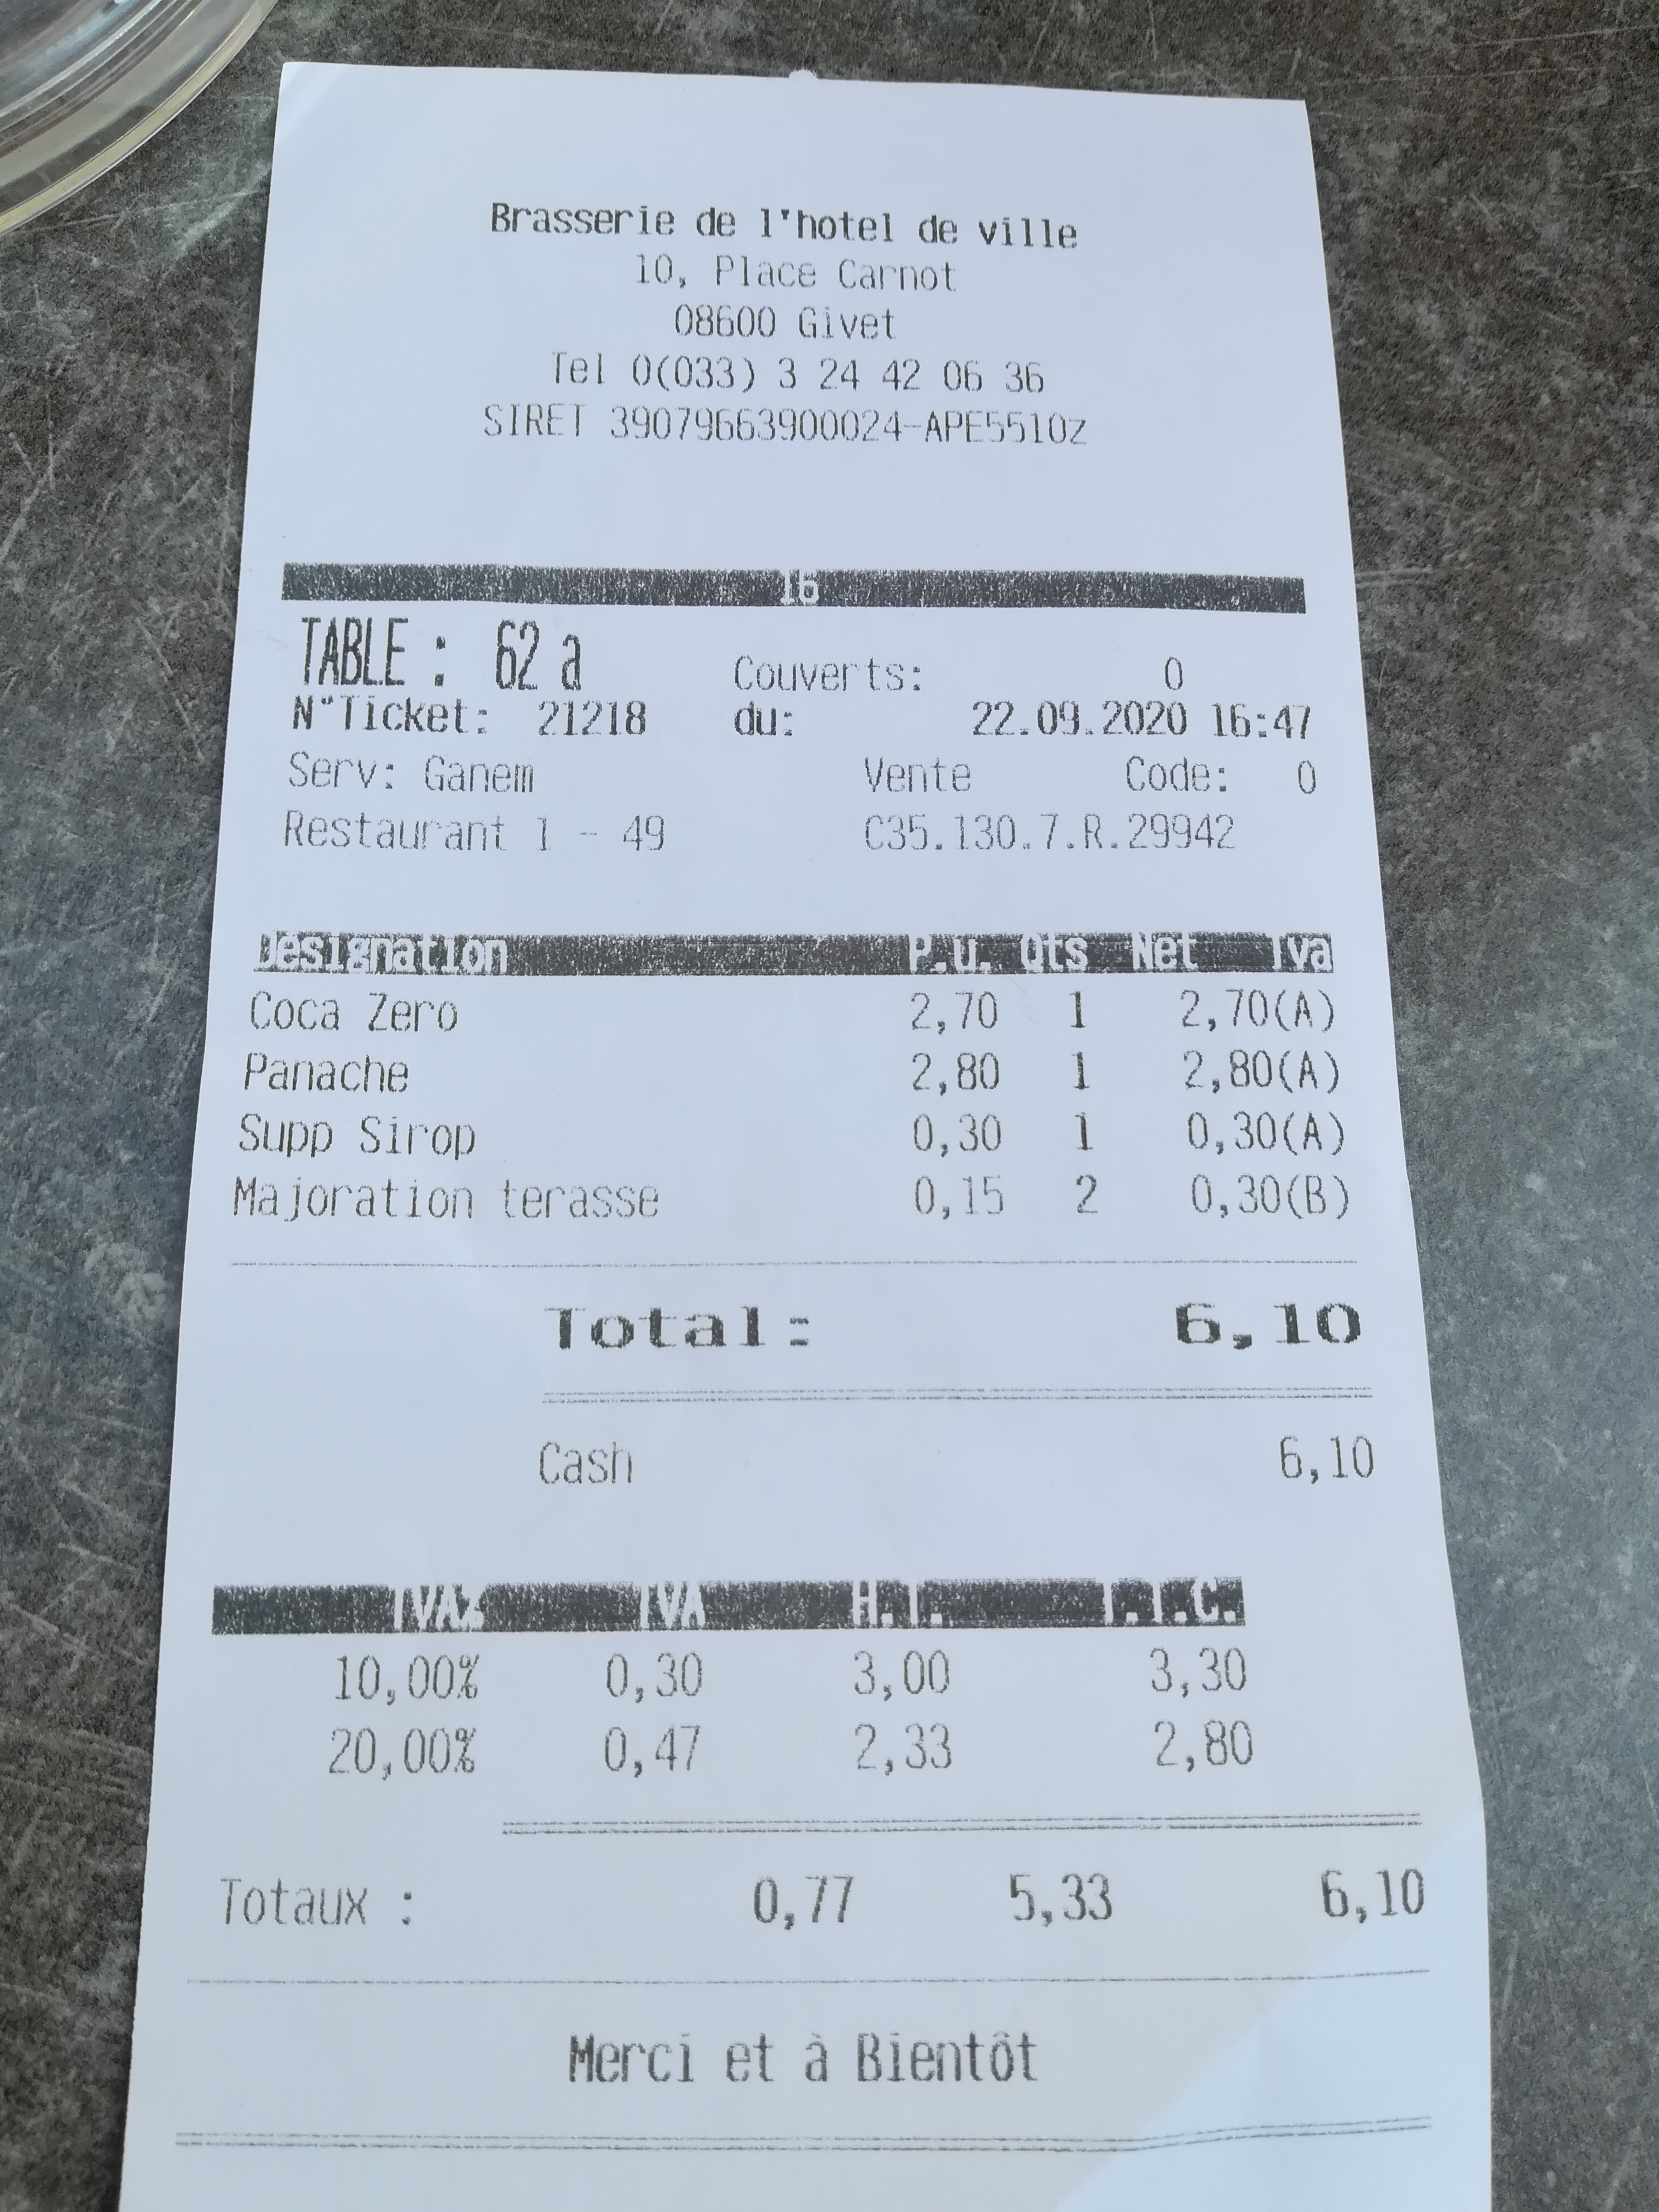 Brasserie de l'hotel de ville
10, Place Carnot
08600 Givet
Tel 0(033) 3 24 42 06 36
SIRET 39079663900024-APE5510z
16
TABLE : 62 a Couverts: 0
N°Ticket: 21218 du: 22.09.2020 16:47
Serv: Ganem Vente Code: 0
Restaurant 1 - 49 C35.130.7.R.29942
Designation P.u. Qts Net Tva
Coca Zero 2,70 1 2,70(A)
Panache 2,80 1 2,80(A)
Supp Sirop 0,30 1 0,30(A)
Majoration terasse 0,15 2 0,30(B)
Total: 6,10
Cash 6,10
TVA% TVA H.T. T.T.C.
10,00% 0,30 3,00 3,30
20,00% 0,47 2,33 2,80
Totaux : 0,77 5,33 6,10
Merci et à Bientôt